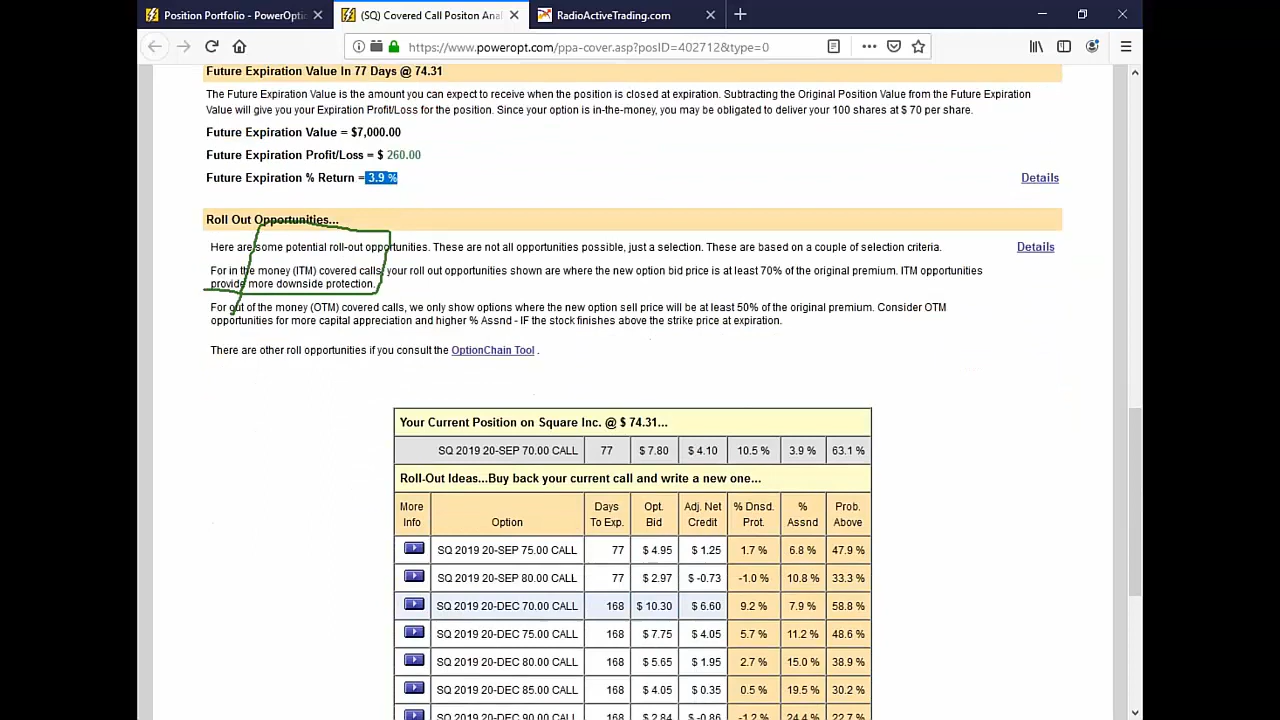 Position Portfolio - PowerOpti
(SQ) Covered Call Positon Ana
RadioActiveTrading.com
https://www.poweropt.com/ppa-cover.asp?posID=402712&type=0
Future Expiration Value In 77 Days @ 74.31
The Future Expiration Value is the amount you can expect to receive when the position is closed at expiration. Subtracting the Original Position Value from the Future Expiration
Value will give you your Expiration Profit/Loss for the position. Since your option is in-the-money, you may be obligated to deliver your 100 shares at $ 70 per share.
Future Expiration Value = $7,000.00
Future Expiration Profit/Loss = $ 260.00
Future Expiration % Return = 3.9 %
Details
Roll Out Opportunities...
Here are some potential roll-out opportunities. These are not all opportunities possible, just a selection. These are based on a couple of selection criteria.
Details
For in the money (ITM) covered calls, your roll out opportunities shown are where the new option bid price is at least 70% of the original premium. ITM opportunities
provide more downside protection.
For out of the money (OTM) covered calls, we only show options where the new option sell price will be at least 50% of the original premium. Consider OTM
opportunities for more capital appreciation and higher % Assnd - IF the stock finishes above the strike price at expiration.
There are other roll opportunities if you consult the OptionChain Tool .
Your Current Position on Square Inc. @ $ 74.31...
SQ 2019 20-SEP 70.00 CALL 77 $ 7.80 $ 4.10 10.5 % 3.9 % 63.1 %
Roll-Out Ideas...Buy back your current call and write a new one...
More Info Option Days To Exp. Opt. Bid Adj. Net Credit % Dnsd. Prot. % Assnd Prob. Above
SQ 2019 20-SEP 75.00 CALL 77 $ 4.95 $ 1.25 1.7 % 6.8 % 47.9 %
SQ 2019 20-SEP 80.00 CALL 77 $ 2.97 $ -0.73 -1.0 % 10.8 % 33.3 %
SQ 2019 20-DEC 70.00 CALL 168 $ 10.30 $ 6.60 9.2 % 7.9 % 58.8 %
SQ 2019 20-DEC 75.00 CALL 168 $ 7.75 $ 4.05 5.7 % 11.2 % 48.6 %
SQ 2019 20-DEC 80.00 CALL 168 $ 5.65 $ 1.95 2.7 % 15.0 % 38.9 %
SQ 2019 20-DEC 85.00 CALL 168 $ 4.05 $ 0.35 0.5 % 19.5 % 30.2 %
SQ 2019 20-DEC 90.00 CALL 168 $ 2.84 $ -0.86 -1.2 % 24.4 % 22.7 %